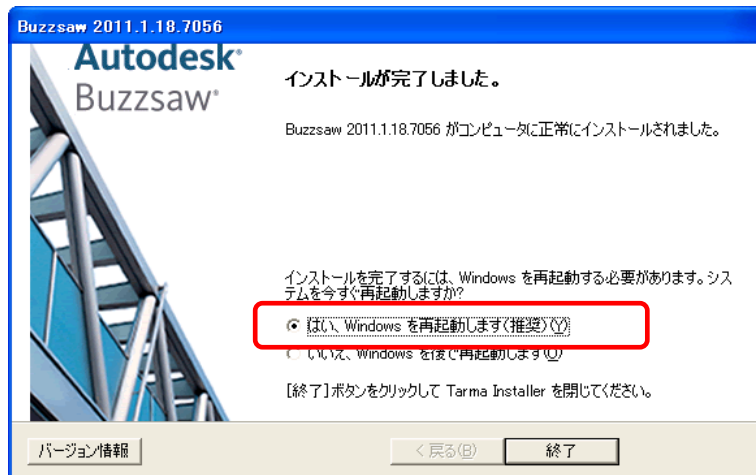 Buzzsaw 2011.1.18.7056
Autodesk®
Buzzsaw®
インストールが完了しました。
Buzzsaw 2011.1.18.7056 がコンピュータに正常にインストールされました。
インストールを完了するには、Windows を再起動する必要があります。シス
テムを今すぐ再起動しますか?
はい、Windows を再起動します(推奨)(Y)
いいえ、Windows を後で再起動します(U)
[終了]ボタンをクリックして Tarma Installer を閉じてください。
バージョン情報
< 戻る(B)
終了